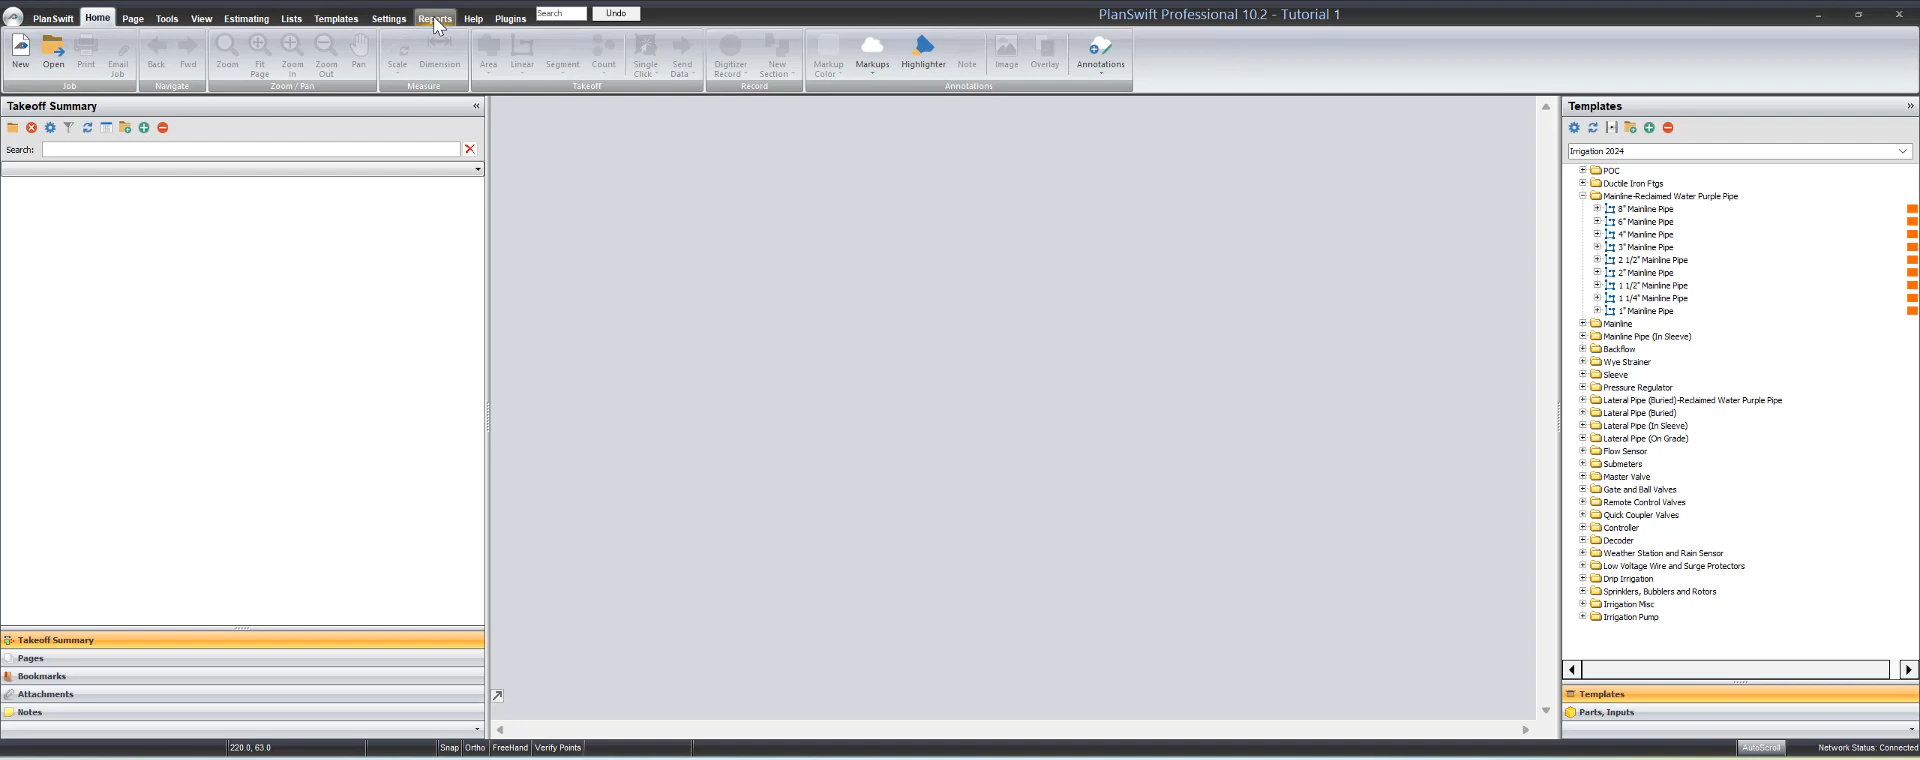 PlanSwift Home Page Tools View Estimating Lists Templates Settings Reports Help Plugins Search Undo PlanSwift Professional 10.2 - Tutorial 1
New Open Print Email Job Back Fwd Zoom Fit Page Zoom In Zoom Out Pan Scale Dimension Area Linear Segment Count Single Click Send Data Digitizer Record New Section Markup Color Markups Highlighter Note Image Overlay Annotations
Job Navigate Zoom / Pan Measure Takeoff Record Annotations
Takeoff Summary
Search:
Takeoff Summary
Pages
Bookmarks
Attachments
Notes
Templates
Irrigation 2024
POC
Ductile Iron Ftgs
Mainline-Reclaimed Water Purple Pipe
8" Mainline Pipe
6" Mainline Pipe
4" Mainline Pipe
3" Mainline Pipe
2 1/2" Mainline Pipe
2" Mainline Pipe
1 1/2" Mainline Pipe
1 1/4" Mainline Pipe
1" Mainline Pipe
Mainline
Mainline Pipe (In Sleeve)
Backflow
Wye Strainer
Sleeve
Pressure Regulator
Lateral Pipe (Buried)-Reclaimed Water Purple Pipe
Lateral Pipe (Buried)
Lateral Pipe (In Sleeve)
Lateral Pipe (On Grade)
Flow Sensor
Submeters
Master Valve
Gate and Ball Valves
Remote Control Valves
Quick Coupler Valves
Controller
Decoder
Weather Station and Rain Sensor
Low Voltage Wire and Surge Protectors
Drip Irrigation
Sprinklers, Bubblers and Rotors
Irrigation Misc
Irrigation Pump
Templates
Parts, Inputs
220.0, 63.0 Snap Ortho FreeHand Verify Points AutoScroll Network Status: Connected